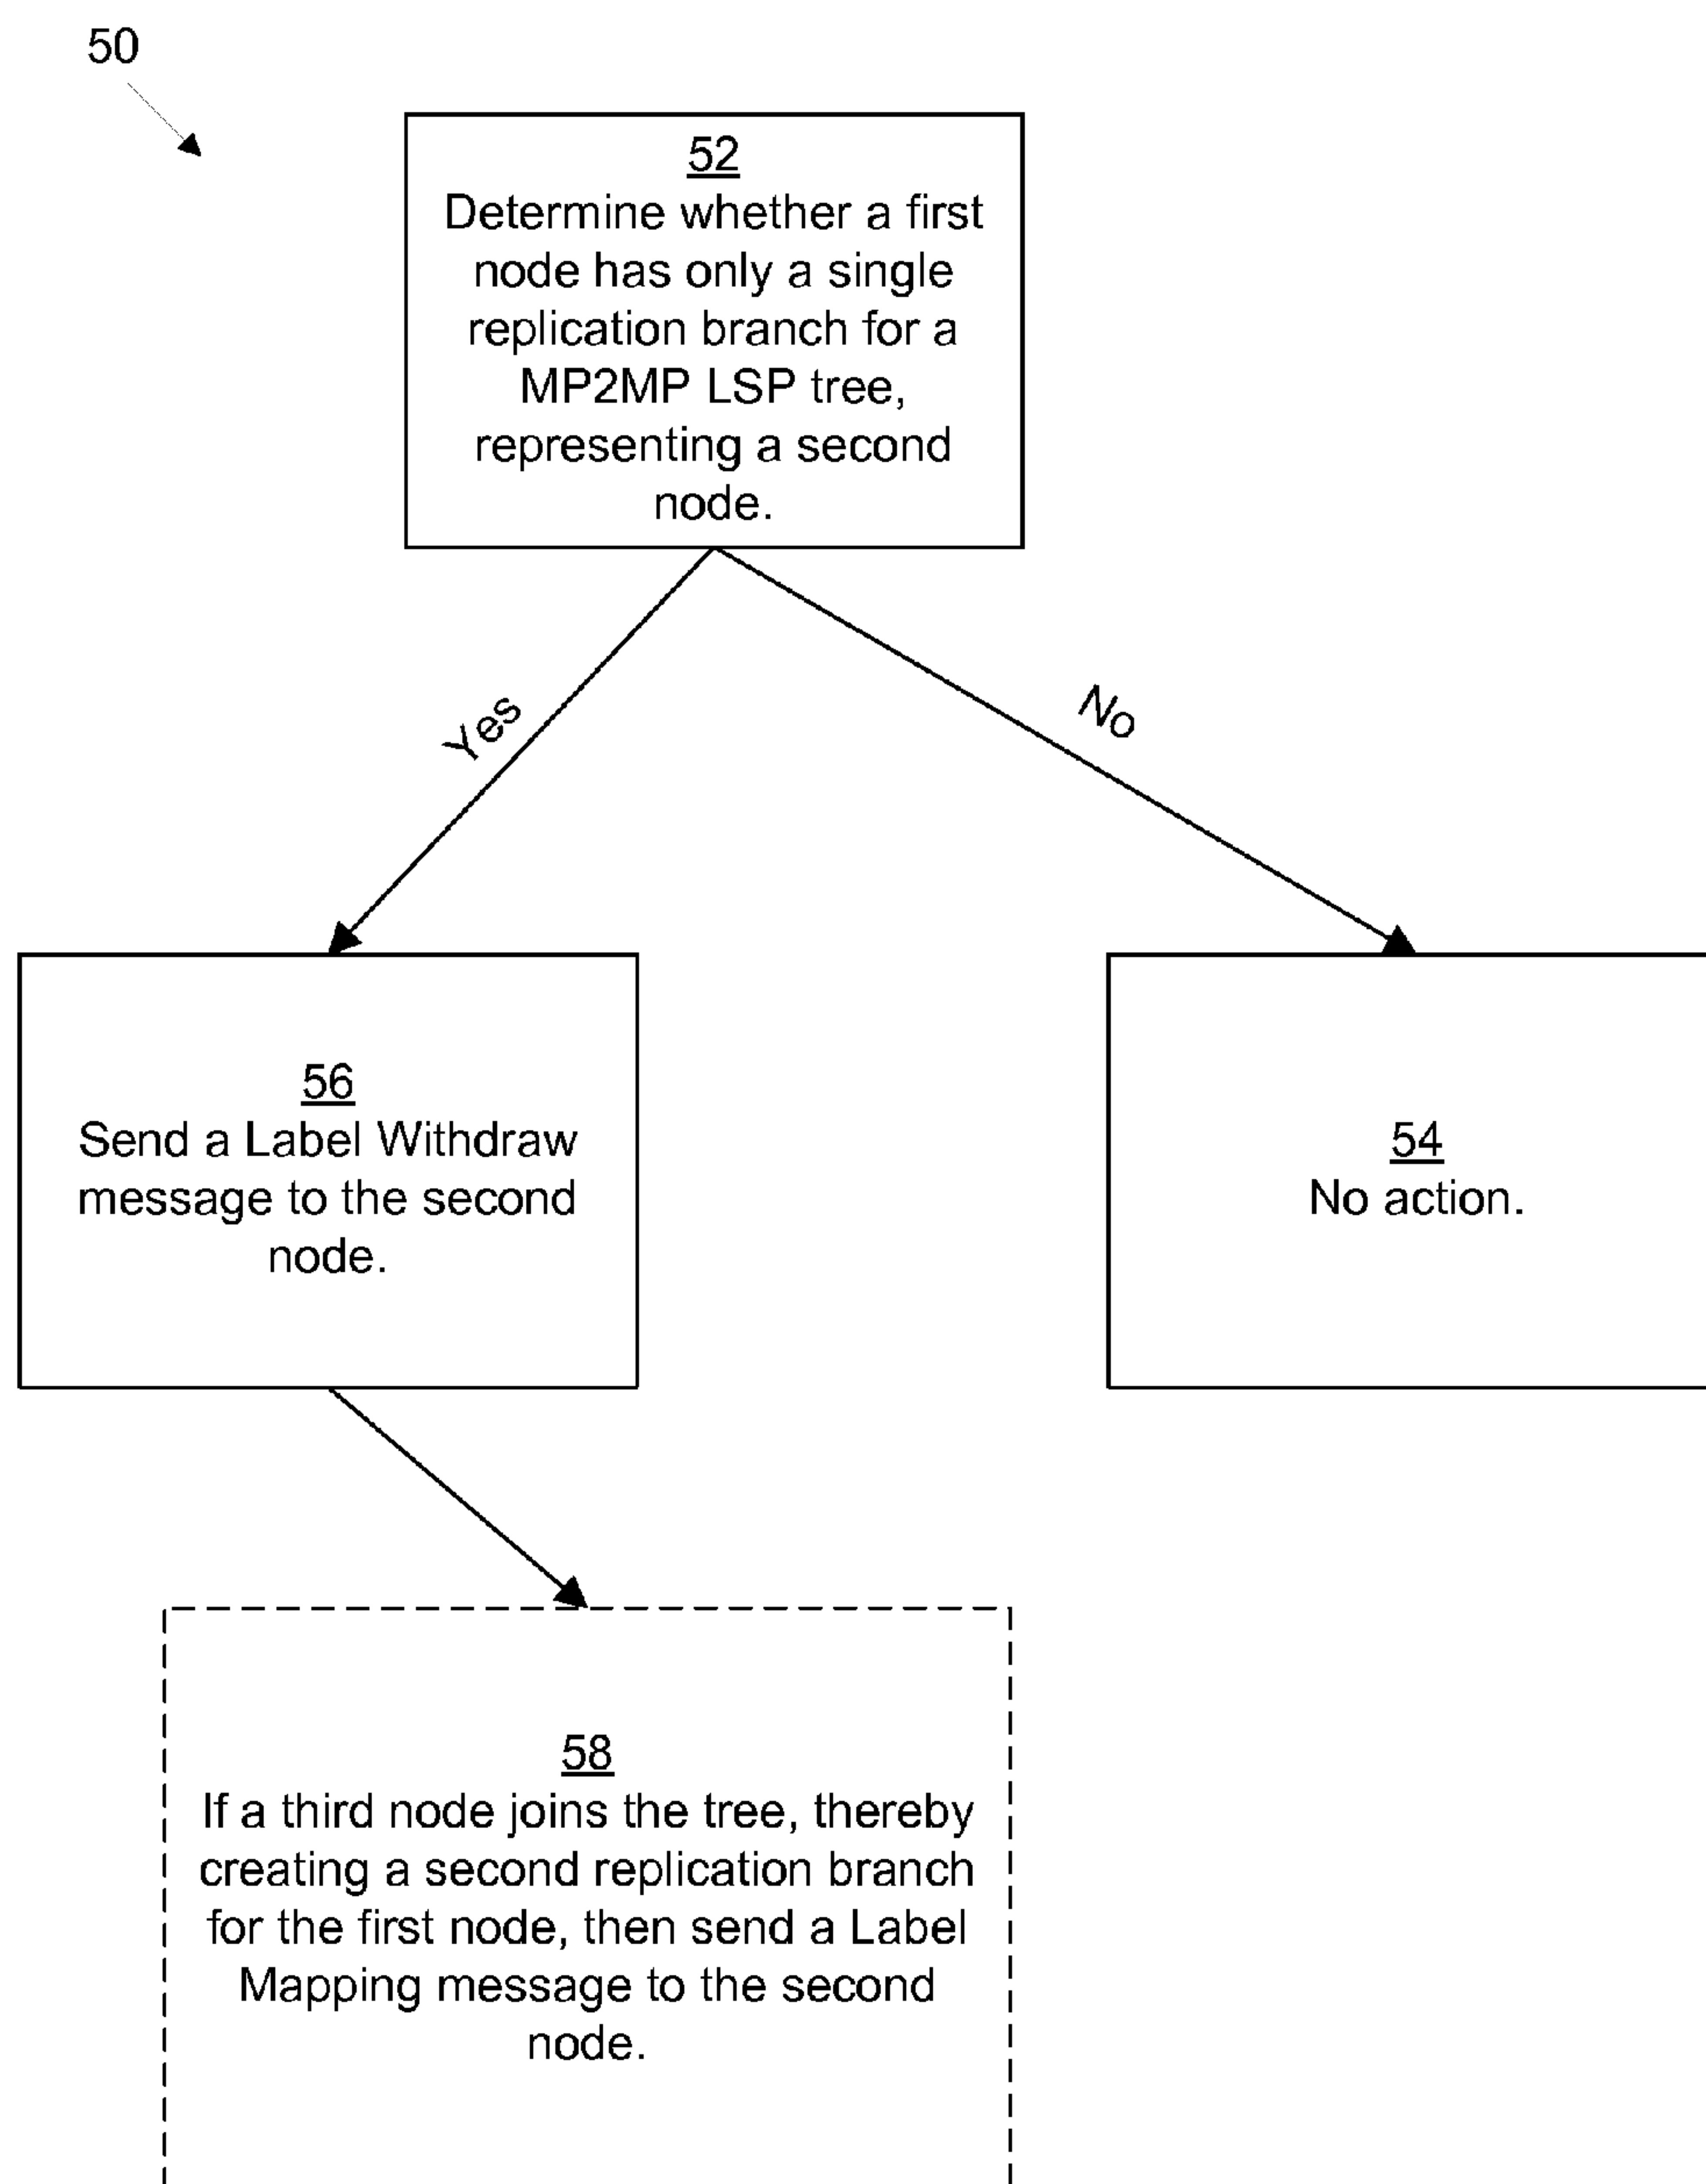 50
52
Determine whether a first
node has only a single
replication branch for a
MP2MP LSP tree,
representing a second
node.
Yes
No
56
Send a Label Withdraw
message to the second
node.
54
No action.
58
If a third node joins the tree, thereby
creating a second replication branch
for the first node, then send a Label
Mapping message to the second
node.